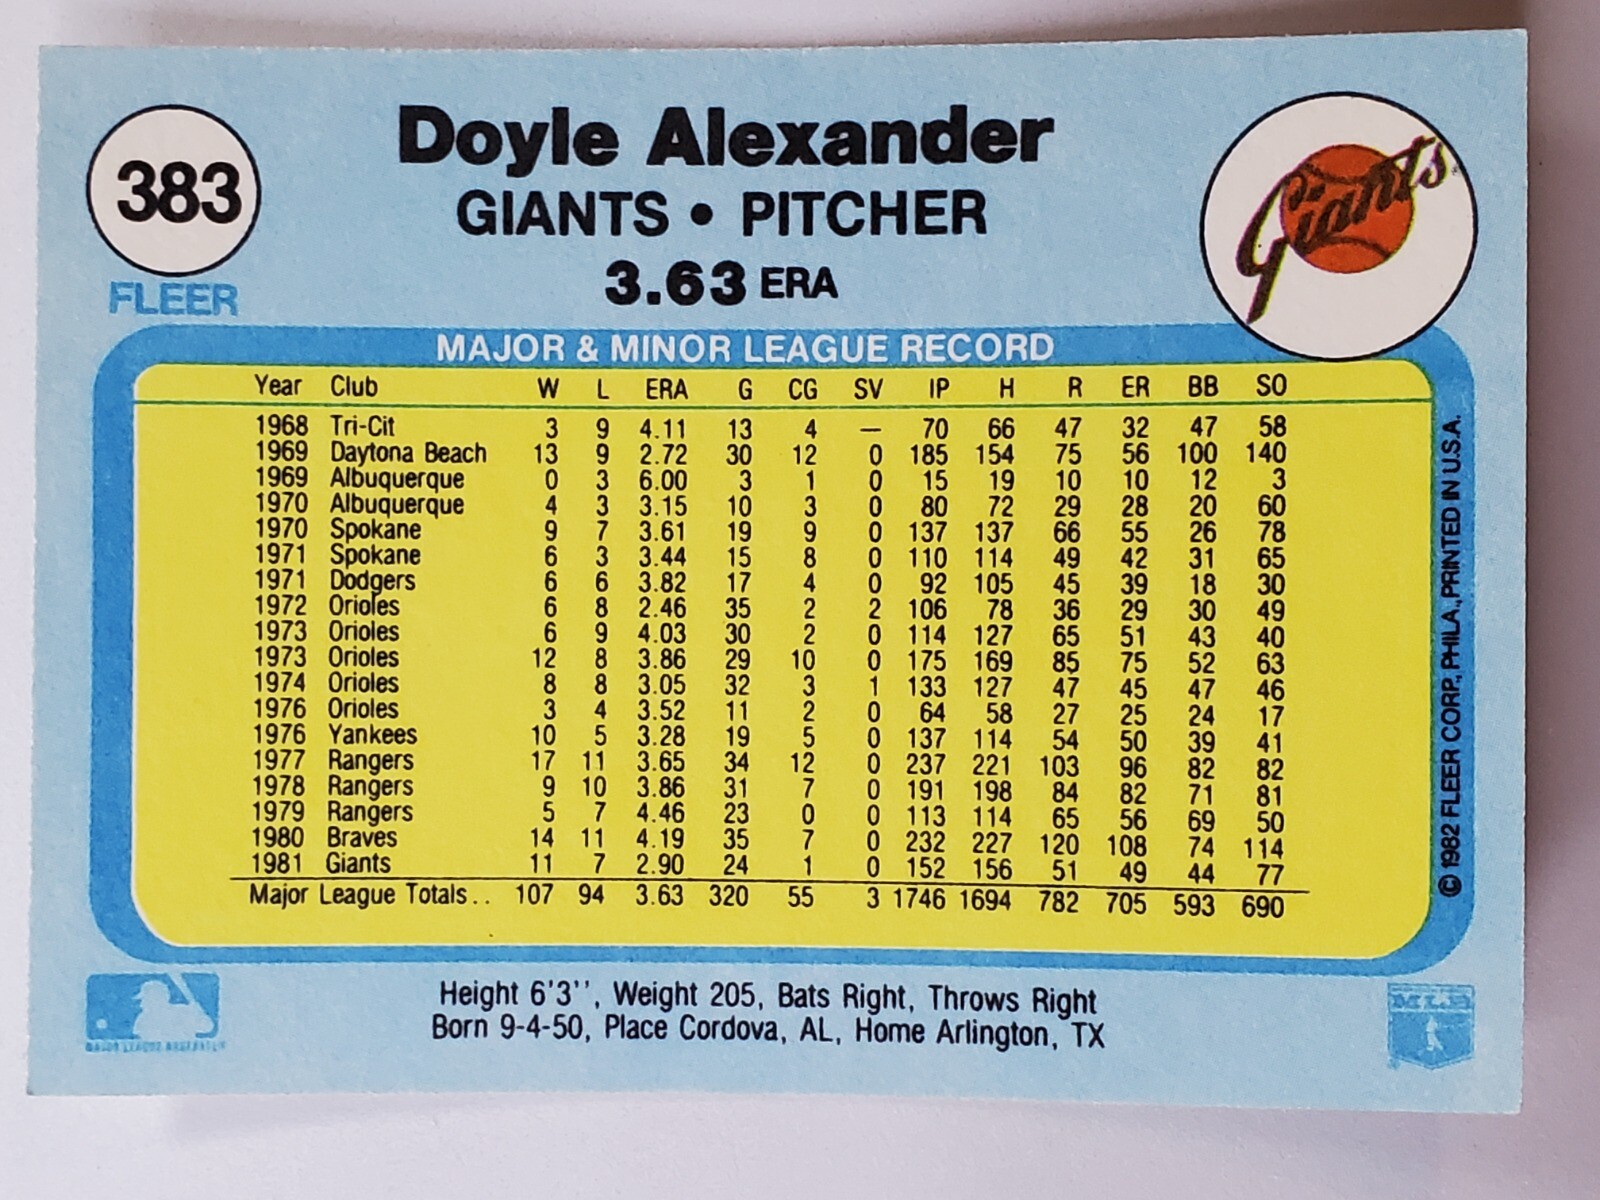 383
FLEER
Doyle Alexander
GIANTS • PITCHER
3.63 ERA
Giants
MAJOR & MINOR LEAGUE RECORD
Year Club W L ERA G CG SV IP H R ER BB SO
1968 Tri-Cit 3 9 4.11 13 4 — 70 66 47 32 47 58
1969 Daytona Beach 13 9 2.72 30 12 0 185 154 75 56 100 140
1969 Albuquerque 0 3 6.00 3 1 0 15 19 10 10 12 3
1970 Albuquerque 4 3 3.15 10 3 0 80 72 29 28 20 60
1970 Spokane 9 7 3.61 19 9 0 137 137 66 55 26 78
1971 Spokane 6 3 3.44 15 8 0 110 114 49 42 31 65
1971 Dodgers 6 6 3.82 17 4 0 92 105 45 39 18 30
1972 Orioles 6 8 2.46 35 2 2 106 78 36 29 30 49
1973 Orioles 6 9 4.03 30 2 0 114 127 65 51 43 40
1973 Orioles 12 8 3.86 29 10 0 175 169 85 75 52 63
1974 Orioles 8 8 3.05 32 3 1 133 127 47 45 47 46
1976 Orioles 3 4 3.52 11 2 0 64 58 27 25 24 17
1976 Yankees 10 5 3.28 19 5 0 137 114 54 50 39 41
1977 Rangers 17 11 3.65 34 12 0 237 221 103 96 82 82
1978 Rangers 9 10 3.86 31 7 0 191 198 84 82 71 81
1979 Rangers 5 7 4.46 23 0 0 113 114 65 56 69 50
1980 Braves 14 11 4.19 35 7 0 232 227 120 108 74 114
1981 Giants 11 7 2.90 24 1 0 152 156 51 49 44 77
Major League Totals.. 107 94 3.63 320 55 3 1746 1694 782 705 593 690
© 1982 FLEER CORP., PHILA., PRINTED IN U.S.A.
Height 6'3'', Weight 205, Bats Right, Throws Right
Born 9-4-50, Place Cordova, AL, Home Arlington, TX
MAJOR LEAGUE BASEBALL